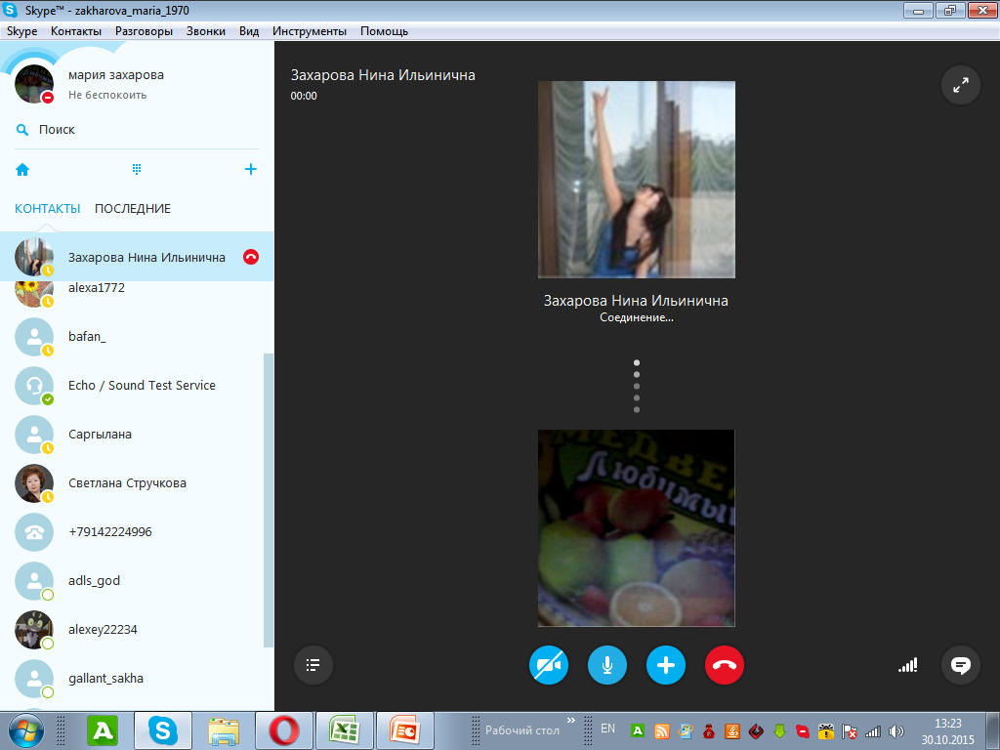 Skype™ - zakharova_maria_1970
Skype Контакты Разговоры Звонки Вид Инструменты Помощь
мария захарова
Не беспокоить
Поиск
КОНТАКТЫ ПОСЛЕДНИЕ
Захарова Нина Ильинична
alexa1772
bafan_
Echo / Sound Test Service
Саргылана
Светлана Стручкова
+79142224996
adls_god
alexey22234
gallant_sakha
Захарова Нина Ильинична
00:00
Захарова Нина Ильинична
Соединение...
МЕДВЕ
Любимый
Рабочий стол
EN
13:23
30.10.2015